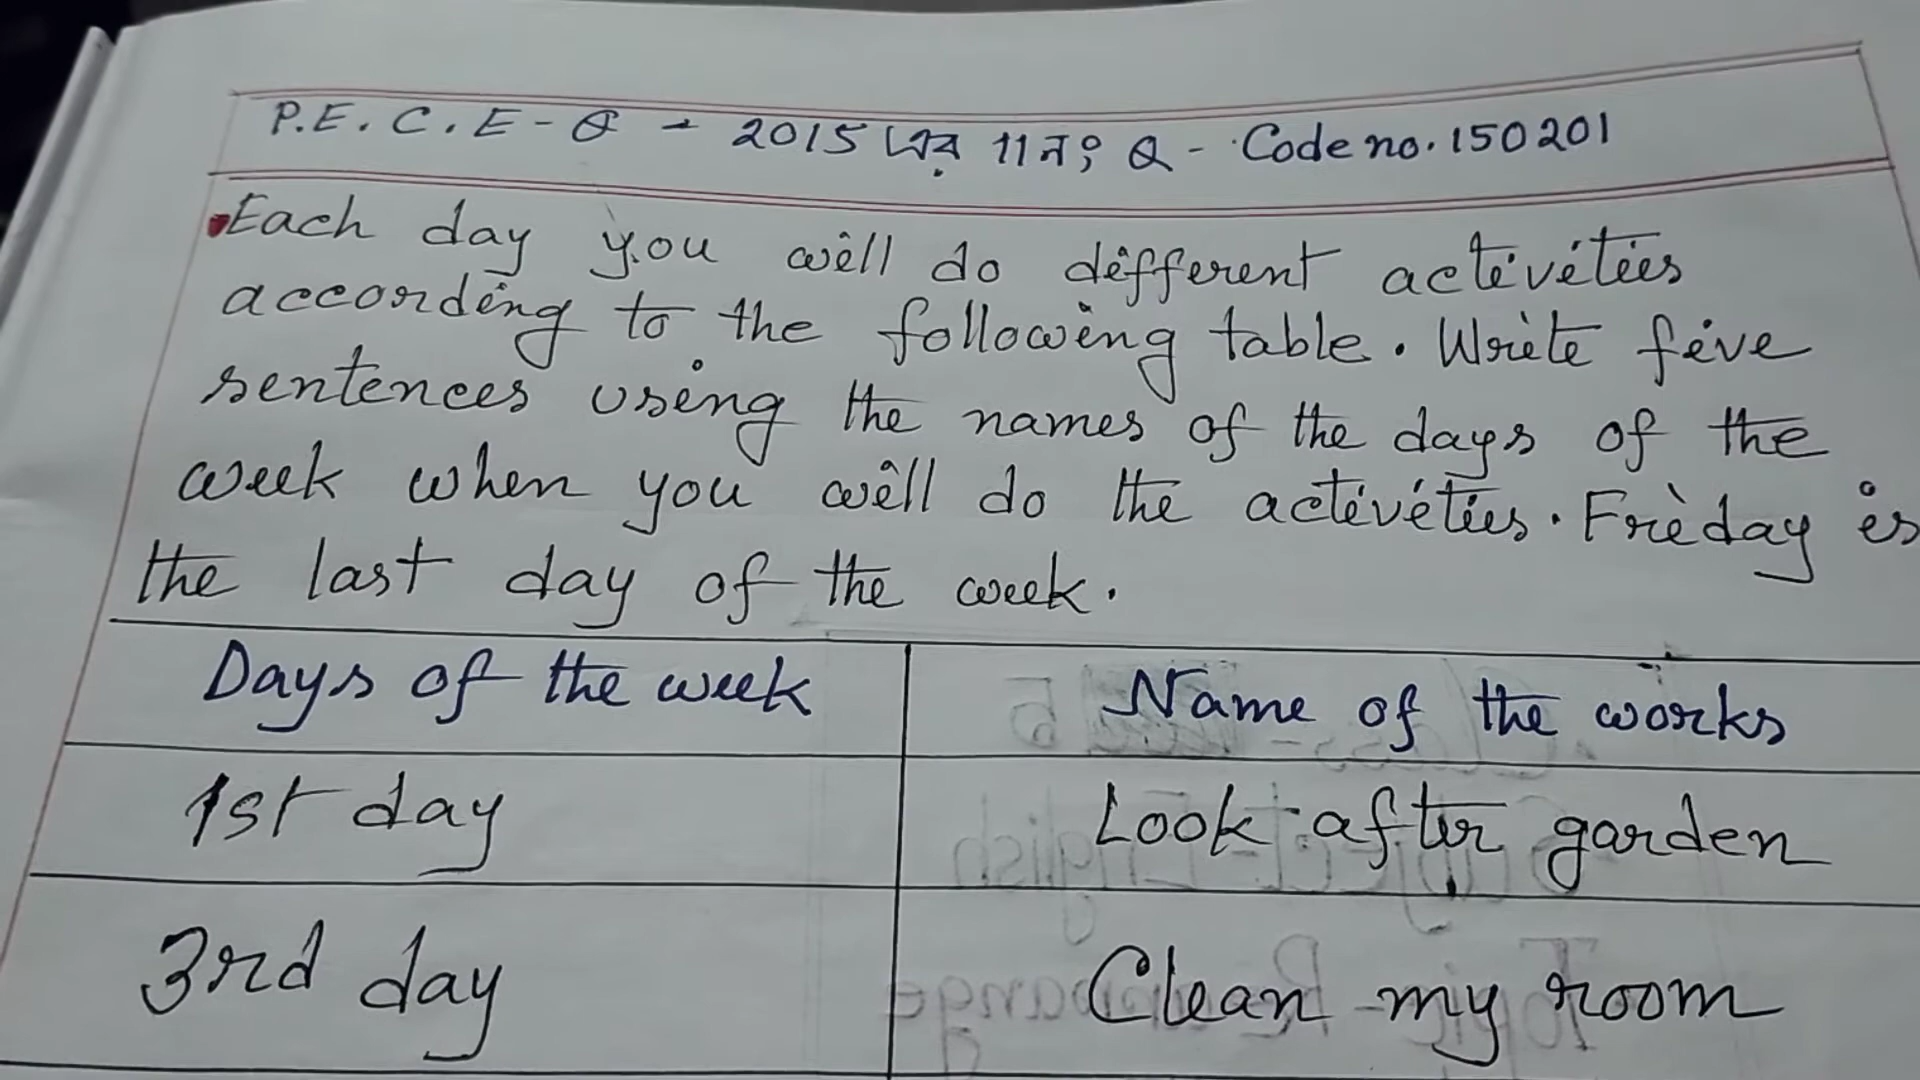 P.E.C.E-Q - 2015 এর 11নং Q - Code no. 150201
Each day you will do different activities
according to the following table. Write five
sentences using the names of the days of the
week when you will do the activities. Friday is
the last day of the week.
Days of the week Name of the works
1st day Look after garden
3rd day Clean my room